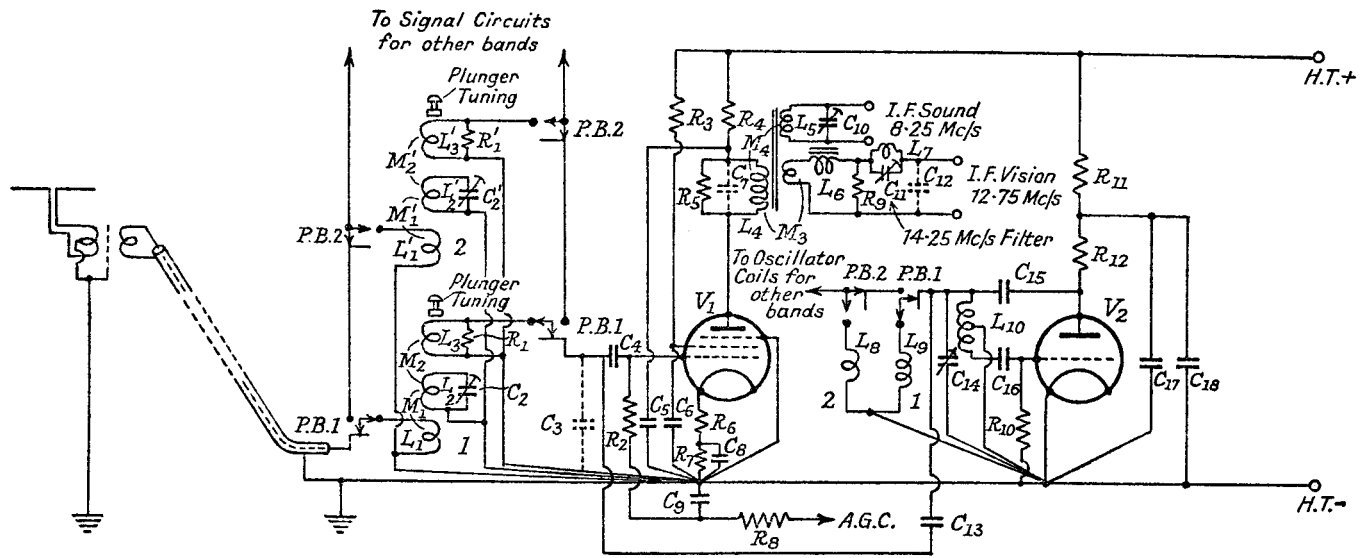 To Signal Circuits
for other bands
Plunger
Tuning
P.B.2
L'3
R'1
M'2
L'2
C'2
M'1
P.B.2
L'1
2
Plunger
Tuning
P.B.1
L3
R1
M2
L2
C2
M1
P.B.1
L1
1
C3
C4
R2
C5
C6
R6
R7
C8
C9
R8
A.G.C.
V1
R3
R4
R5
C7
L4
M4
M3
L5
C10
I.F. Sound
8·25 Mc/s
L6
R9
L7
C11
C12
I.F. Vision
12·75 Mc/s
14·25 Mc/s Filter
To Oscillator
Coils for
other
bands
P.B.2
P.B.1
L8
L9
2
1
C13
C14
L10
C15
C16
R10
V2
R11
R12
C17
C18
H.T.+
H.T.-